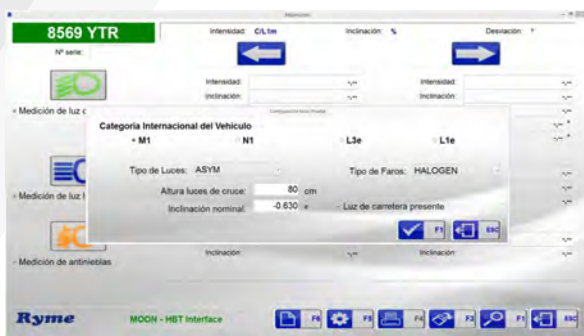 8569 YTR
Intensidad: C/L1m
Inclinación: %
Desviación
Nº serie:
Intensidad: -,-- Intensidad: -,--
Inclinación: -,-- Inclinación: -,--
Medición de luz
Categoria Internacional del Vehiculo
M1 N1 L3e L1e
Tipo de Luces: ASYM Tipo de Faros: HALOGEN
Altura luces de cruce: 80 cm
Inclinación nominal: -0.630
Luz de carretera presente
F1 ESC
Medición de luz
Inclinación: -,-- Inclinación: -,--
Medición de antinieblas
Ryme MOON - HBT Interface F6 F5 F4 F3 F1 ESC